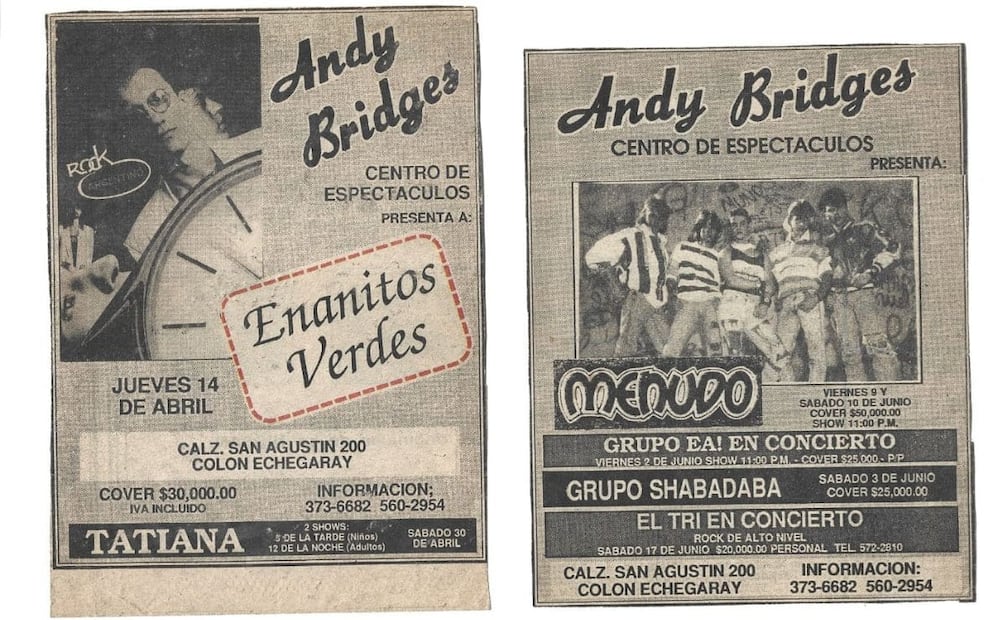 Andy
Bridges
CENTRO DE
ESPECTACULOS
PRESENTA A:
ROCK
ARGENTINO
Enanitos
Verdes
JUEVES 14
DE ABRIL
CALZ. SAN AGUSTIN 200
COLON ECHEGARAY
COVER $30,000.00
IVA INCLUIDO
INFORMACION;
373-6682 560-2954
TATIANA
2 SHOWS:
5 DE LA TARDE (Niños)
12 DE LA NOCHE (Adultos)
SABADO 30
DE ABRIL
Andy Bridges
CENTRO DE ESPECTACULOS
PRESENTA:
MENUDO
VIERNES 9 Y
SABADO 10 DE JUNIO
COVER $50,000.00
SHOW 11:00 P.M.
GRUPO EA! EN CONCIERTO
VIERNES 2 DE JUNIO SHOW 11:00 P.M. - COVER $25,000.- P/P
GRUPO SHABADABA
SABADO 3 DE JUNIO
COVER $25,000.00
EL TRI EN CONCIERTO
ROCK DE ALTO NIVEL
SABADO 17 DE JUNIO $20,000.00 PERSONAL TEL. 572-2810
CALZ. SAN AGUSTIN 200
COLON ECHEGARAY
INFORMACION:
373-6682 560-2954